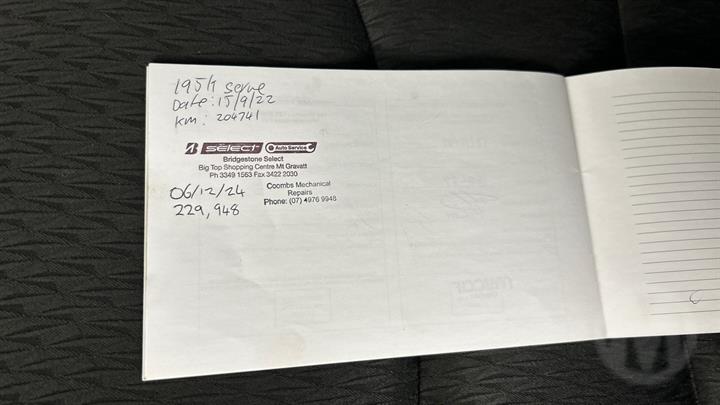 195K Serve
Date: 15/9/22
KM: 204741
SELECT Auto Service
Bridgestone Select
Big Top Shopping Centre Mt Gravatt
Ph 3349 1563 Fax 3422 2030
06/12/24
229,948
Coombs Mechanical
Repairs
Phone: (07) 4976 9948